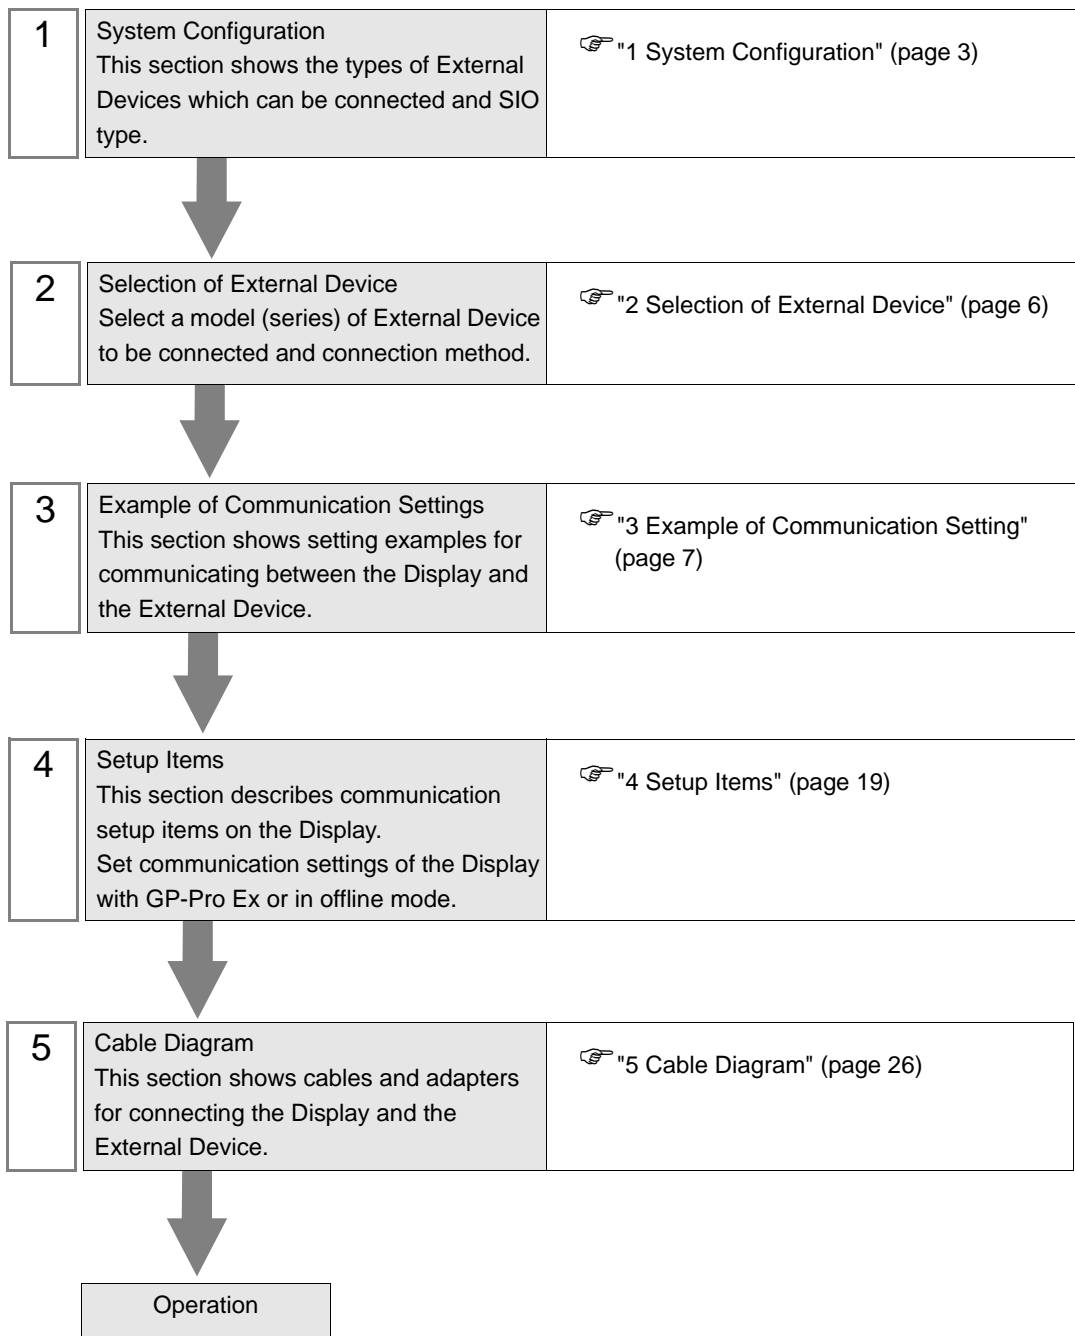 1
System Configuration
This section shows the types of External
Devices which can be connected and SIO
type.
"1 System Configuration" (page 3)
2
Selection of External Device
Select a model (series) of External Device
to be connected and connection method.
"2 Selection of External Device" (page 6)
3
Example of Communication Settings
This section shows setting examples for
communicating between the Display and
the External Device.
"3 Example of Communication Setting"
(page 7)
4
Setup Items
This section describes communication
setup items on the Display.
Set communication settings of the Display
with GP-Pro Ex or in offline mode.
"4 Setup Items" (page 19)
5
Cable Diagram
This section shows cables and adapters
for connecting the Display and the
External Device.
"5 Cable Diagram" (page 26)
Operation